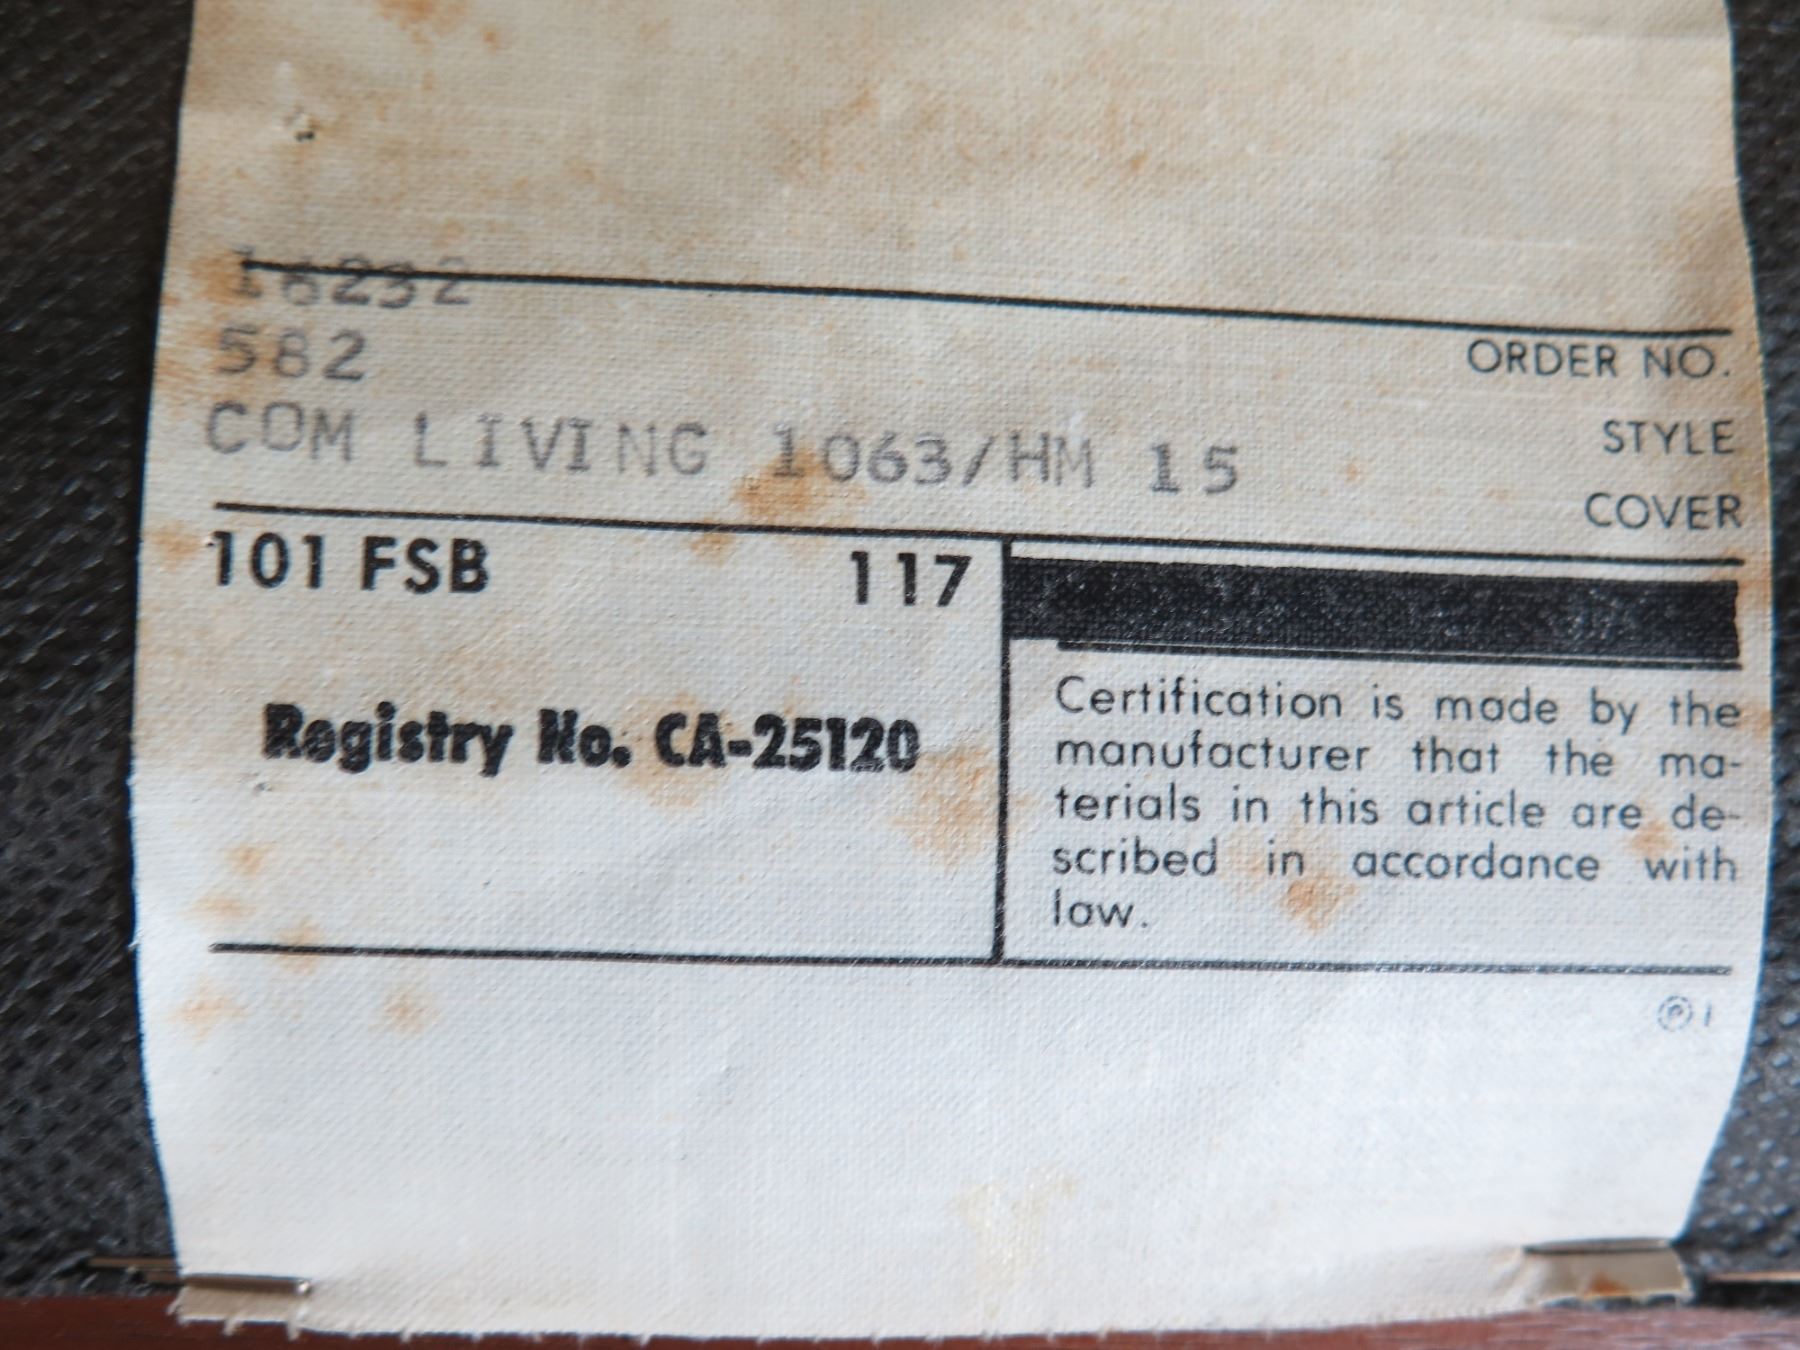 16232
582 ORDER NO.
COM LIVING 1063/HM 15 STYLE
COVER
101 FSB 117
Registry No. CA-25120
Certification is made by the
manufacturer that the ma-
terials in this article are de-
scribed in accordance with
law.
Ⓟ 1